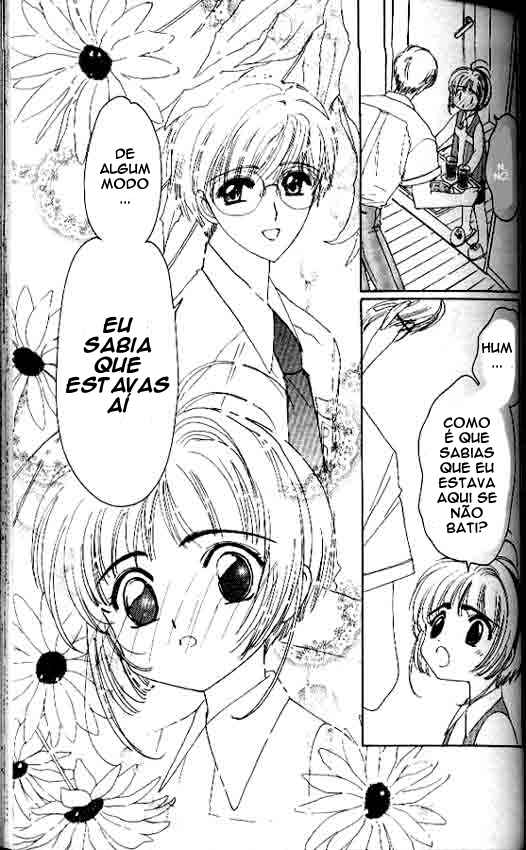 N.
NO.
HUM
...
COMO
É QUE
SABIAS
QUE EU
ESTAVA
AQUI SE
NÃO
BATI?
DE
ALGUM
MODO
...
EU
SABIA
QUE
ESTAVAS
AÍ